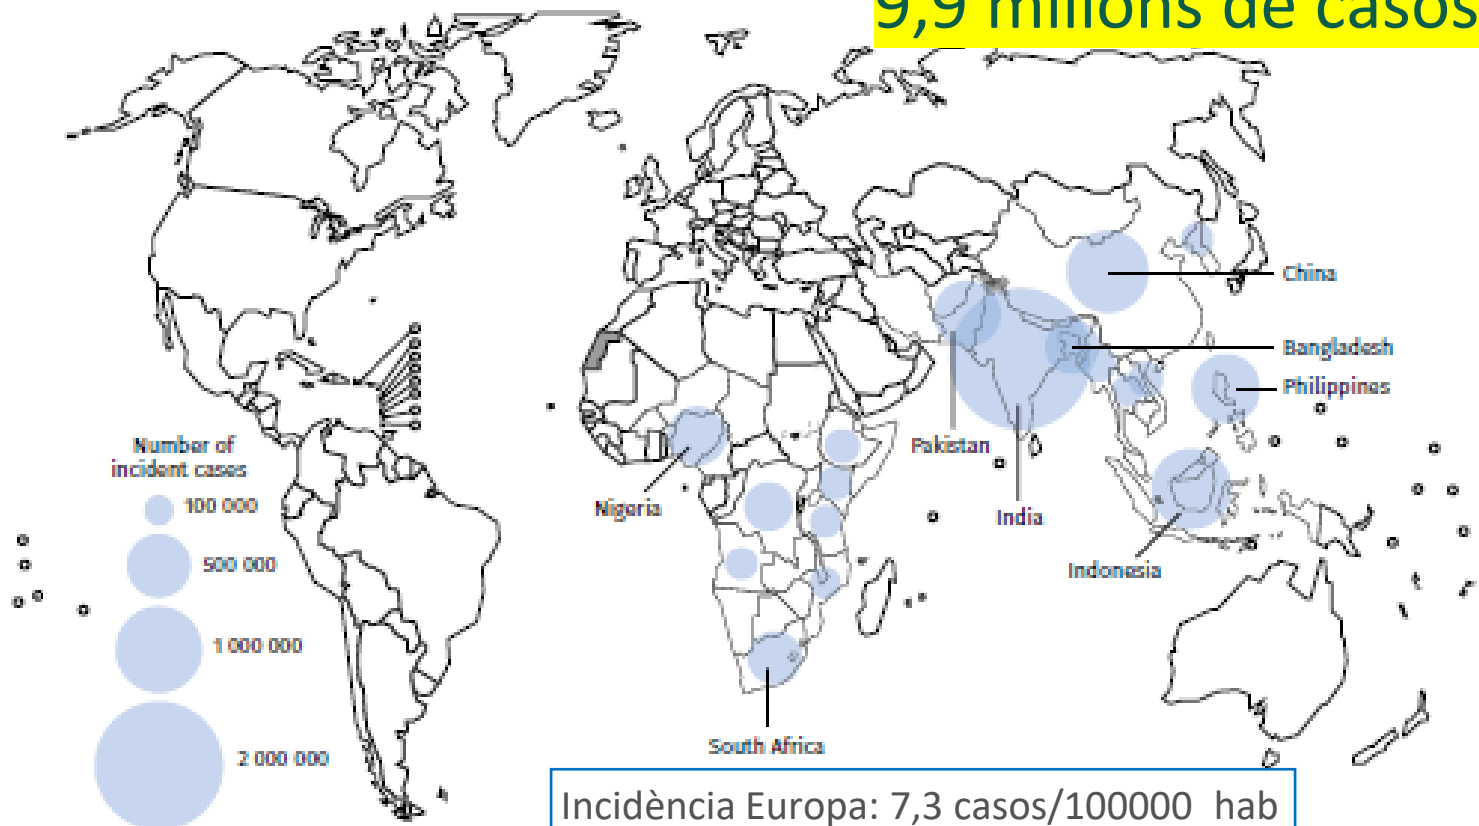 9,9 milions de casos
China
Bangladesh
Philippines
Number of
incident cases
100 000
500 000
1 000 000
2 000 000
Pakistan
Nigeria
India
Indonesia
South Africa
Incidència Europa: 7,3 casos/100000 hab